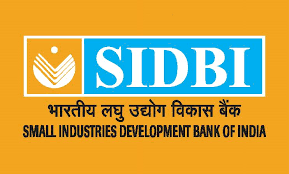 SIDBI
भारतीय लघु उद्योग विकास बैंक
SMALL INDUSTRIES DEVELOPMENT BANK OF INDIA